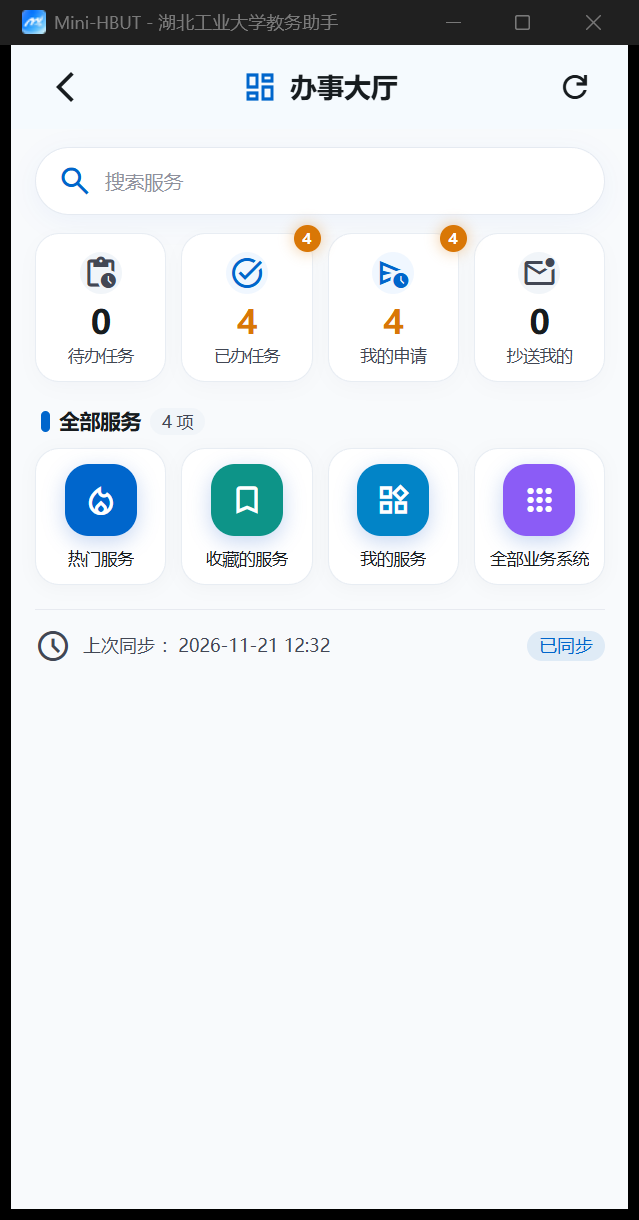 Mini-HBUT - 湖北工业大学教务助手
办事大厅
搜索服务
4
4
0
4
4
0
待办任务
已办任务
我的申请
抄送我的
全部服务
4 项
热门服务
收藏的服务
我的服务
全部业务系统
上次同步： 2026-11-21 12:32
已同步